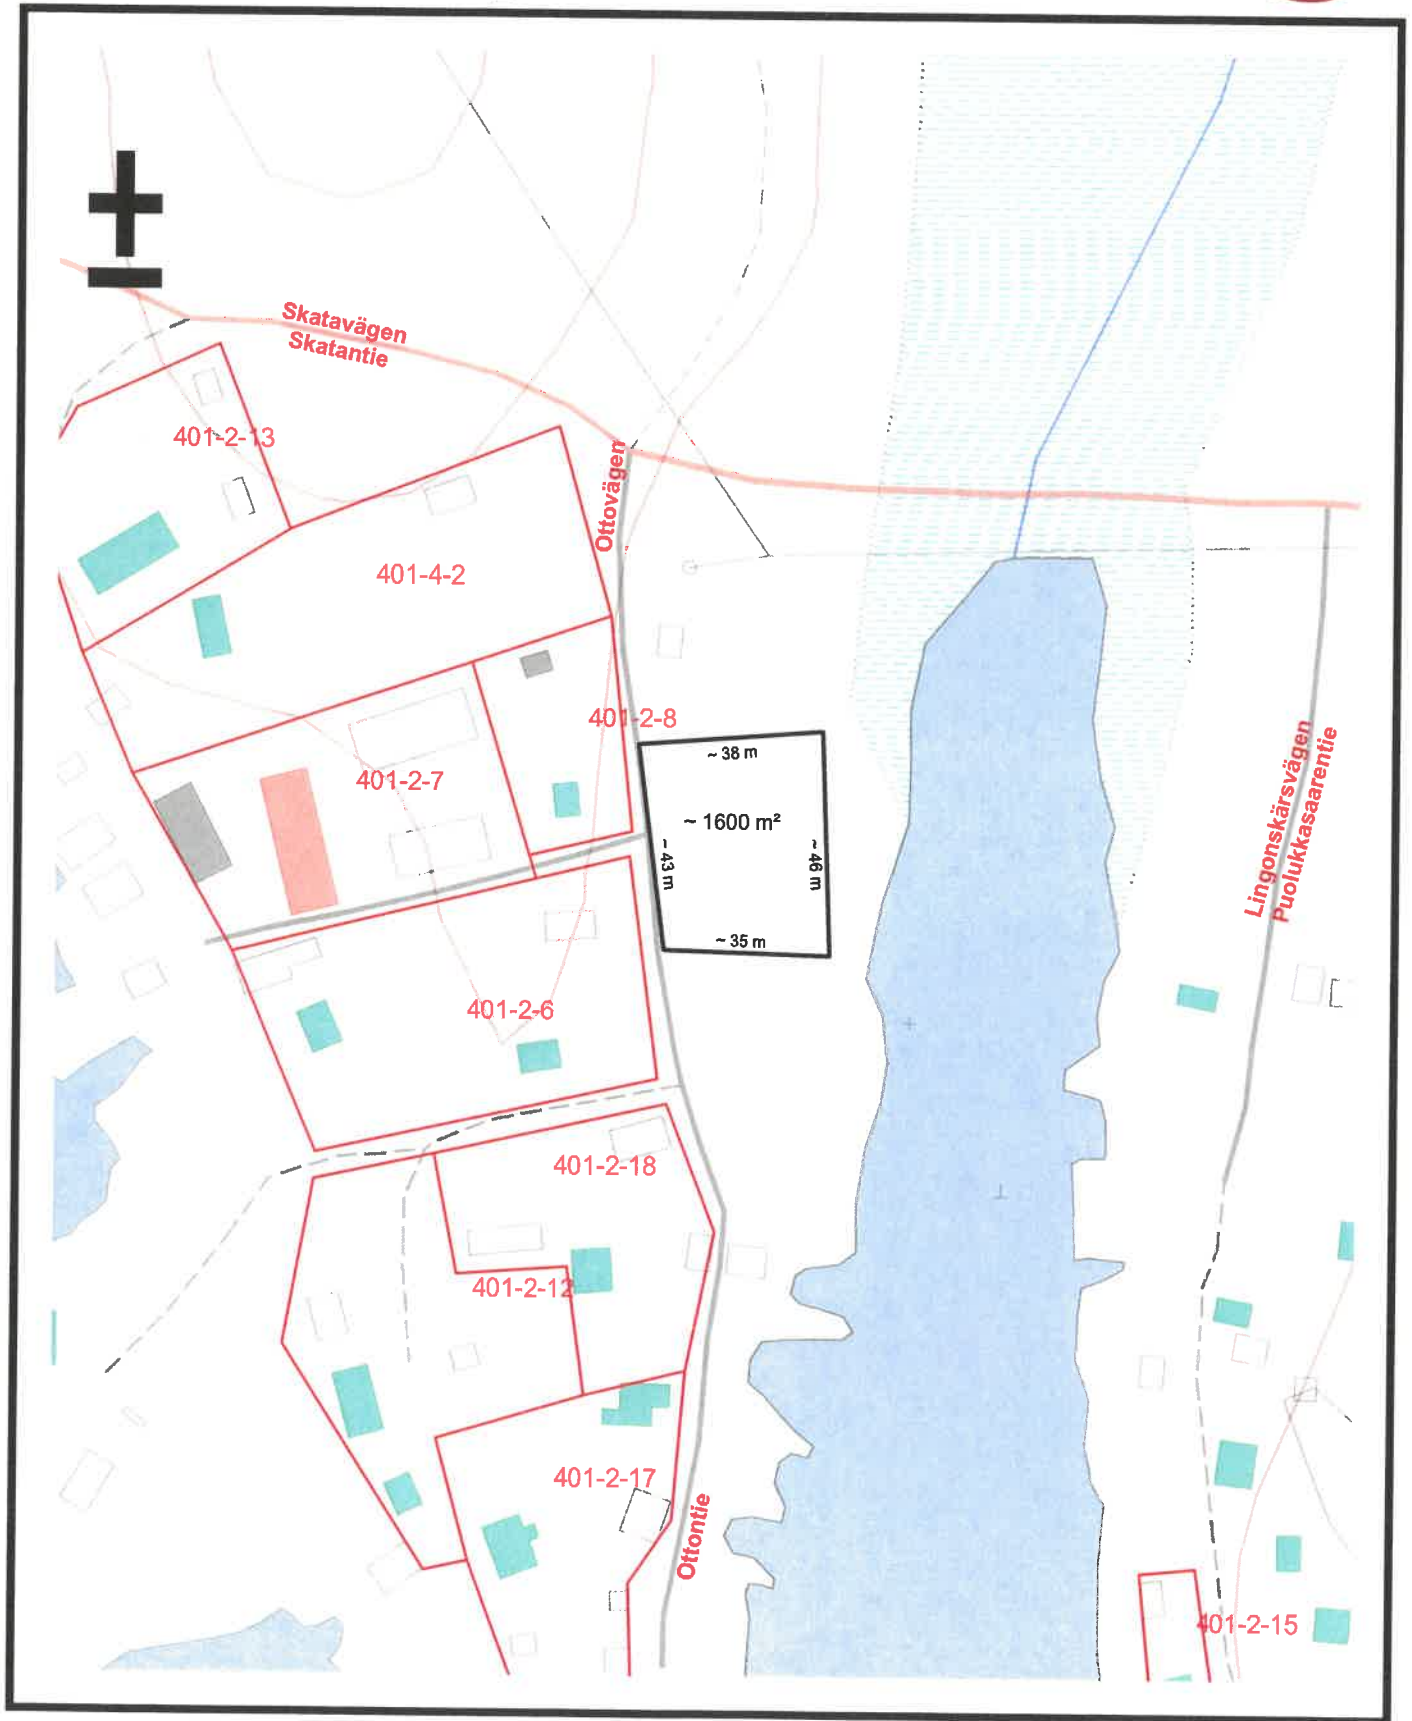 Skatavägen
Skatantie
401-2-13
Ottovägen
401-4-2
401-2-8
401-2-7
~ 38 m
~ 1600 m²
~ 43 m
~ 46 m
~ 35 m
Lingonskärsvägen
Puolukkasaarentie
401-2-6
401-2-18
401-2-12
401-2-17
Ottontie
401-2-15